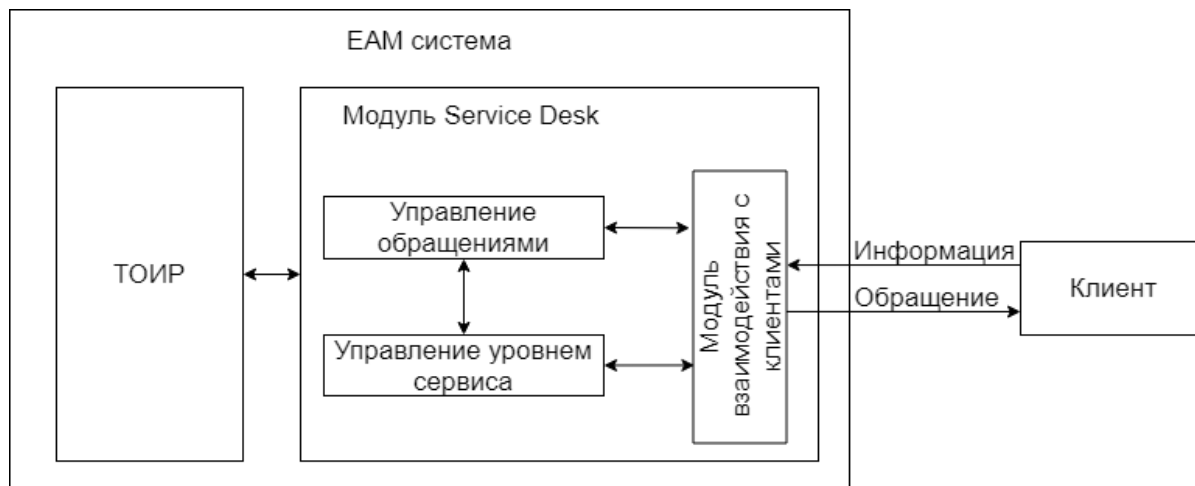 EAM система
Модуль Service Desk
ТОИР
Управление
обращениями
Управление уровнем
сервиса
Модуль
взаимодействия с
клиентами
Информация
Обращение
Клиент